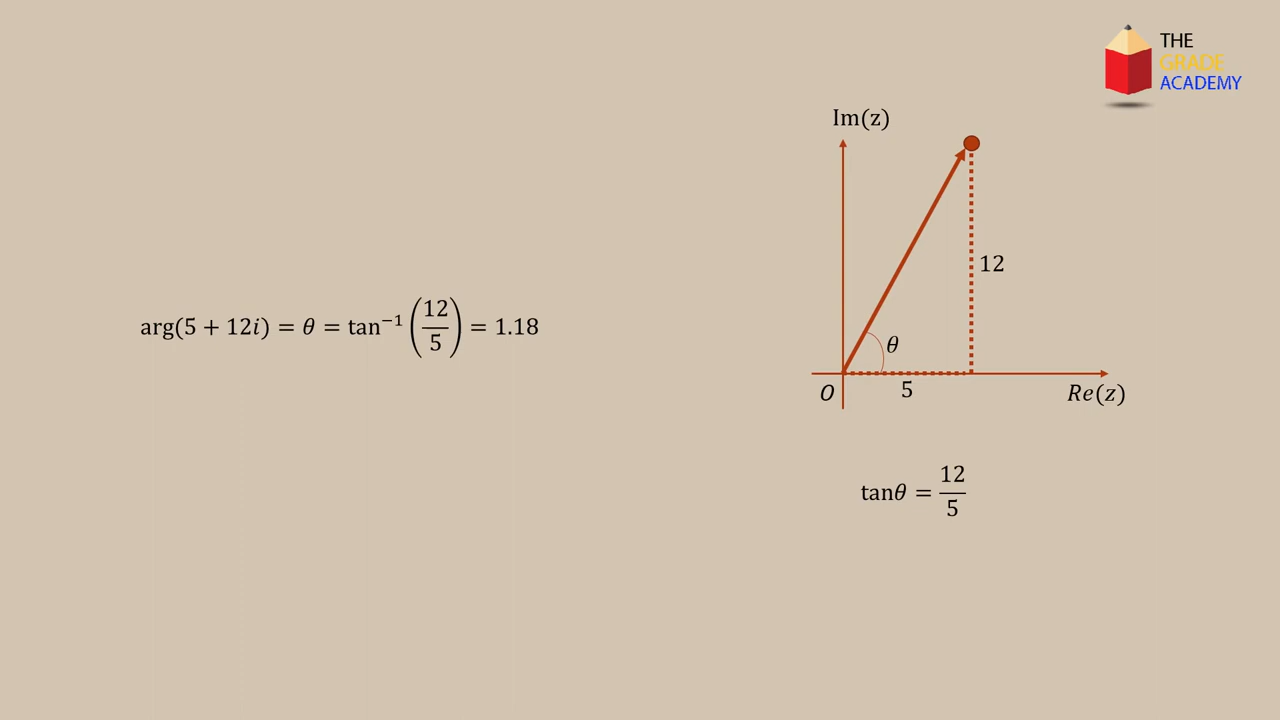 THE
GRADE
ACADEMY
Im(z)
12
θ
arg(5 + 12i) = θ = tan⁻¹(12/5) = 1.18
O
5
Re(z)
tanθ = 12/5